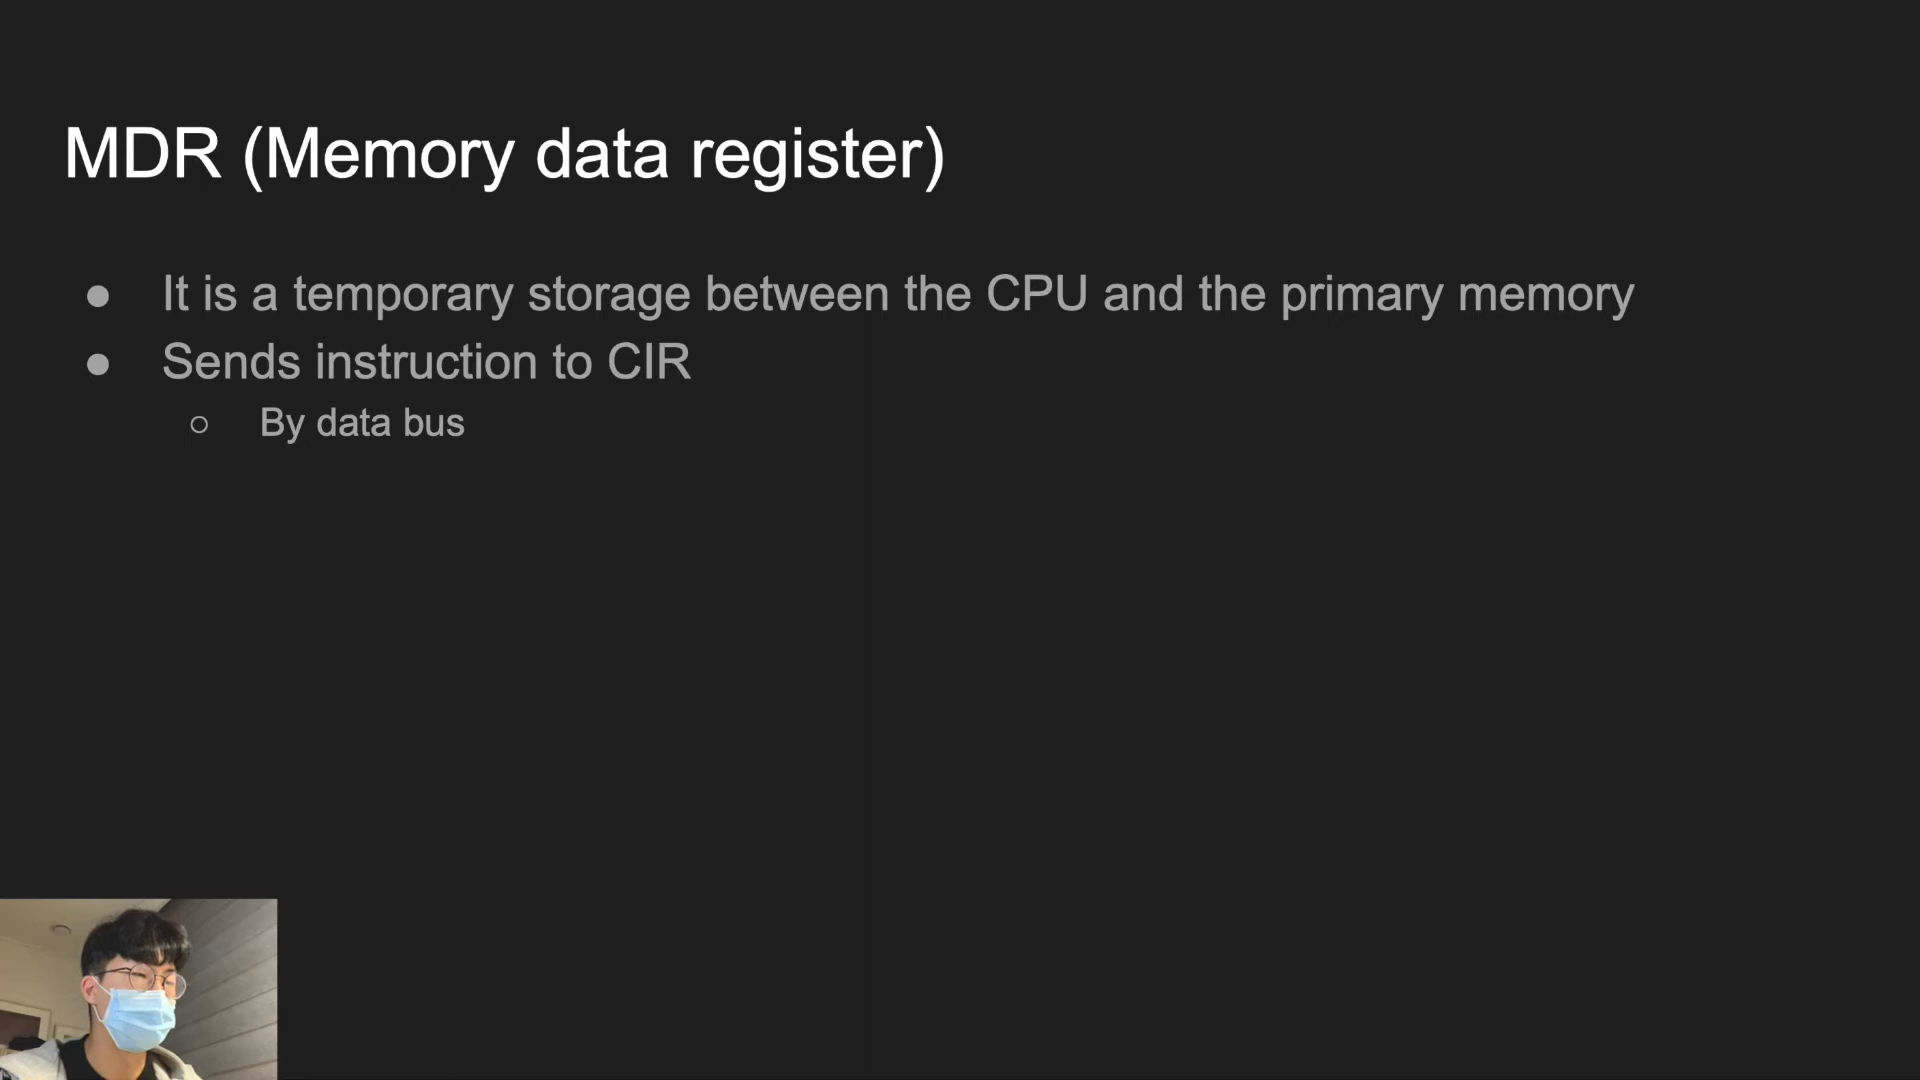 MDR (Memory data register)
● It is a temporary storage between the CPU and the primary memory
● Sends instruction to CIR
○ By data bus